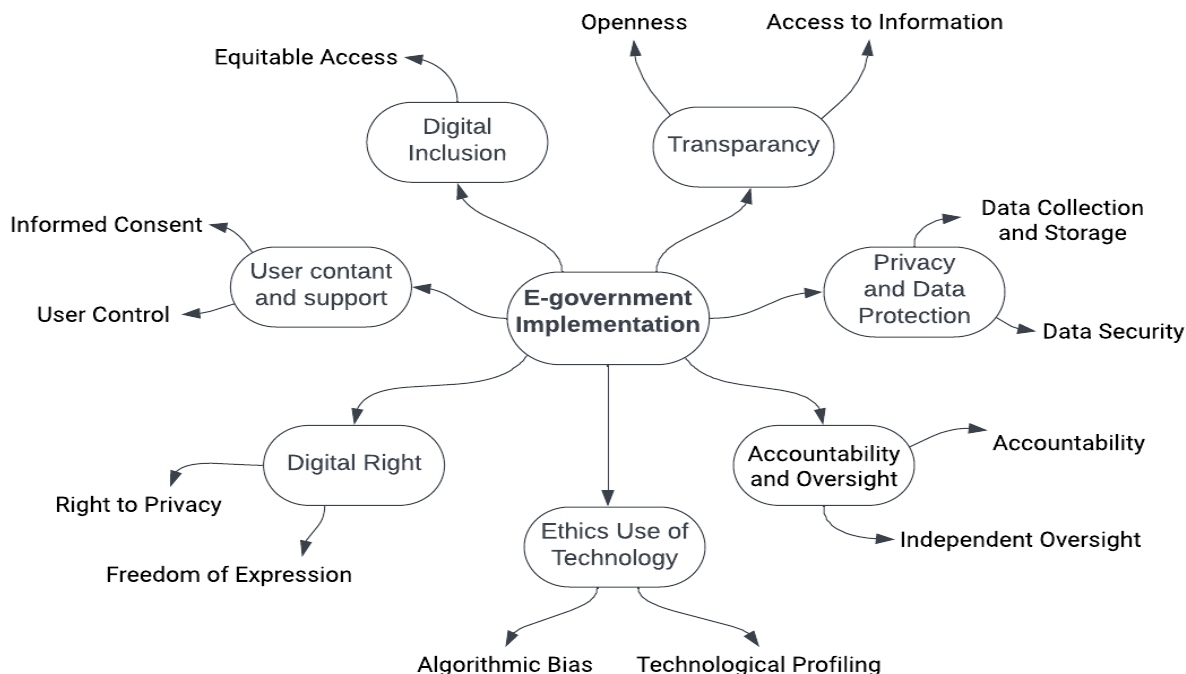 Openness
Access to Information
Equitable Access
Digital
Inclusion
Transparancy
Informed Consent
User Control
User contant
and support
E-government
Implementation
Privacy
and Data
Protection
Data Collection
and Storage
Data Security
Digital Right
Right to Privacy
Freedom of Expression
Ethics Use of
Technology
Algorithmic Bias
Technological Profiling
Accountability
and Oversight
Accountability
Independent Oversight